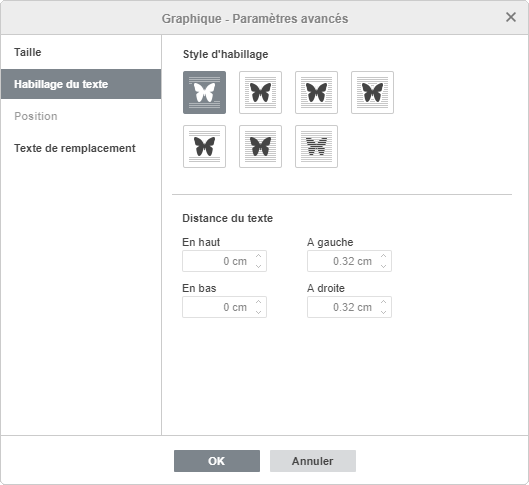 Graphique - Paramètres avancés
Taille
Habillage du texte
Position
Texte de remplacement
Style d'habillage
Distance du texte
En haut
A gauche
0 cm
0.32 cm
En bas
A droite
0 cm
0.32 cm
OK
Annuler